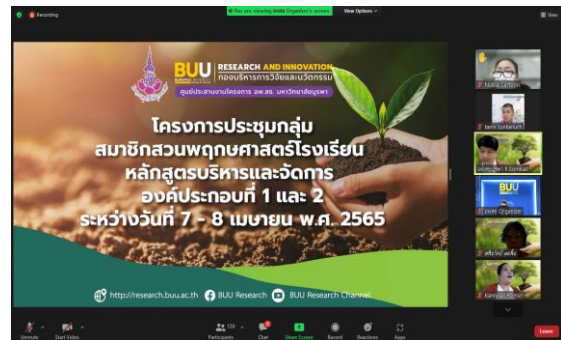 Recording
You are viewing อพสธ Organizer's screen
View Options
View
BUU
RESEARCH AND INNOVATION
กองบริหารการวิจัยและนวัตกรรม
ศูนย์ประสานงานโครงการ อพ.สธ. มหาวิทยาลัยบูรพา
โครงการประชุมกลุ่ม
สมาชิกสวนพฤกษศาสตร์โรงเรียน
หลักสูตรบริหารและจัดการ
องค์ประกอบที่ 1 และ 2
ระหว่างวันที่ 7 - 8 เมษายน พ.ศ. 2565
http://research.buu.ac.th
BUU Research
BUU Research Channel
BUU
Organizer
Unmute
Start Video
Participants
Chat
Share Screen
Record
Reactions
Apps
Leave